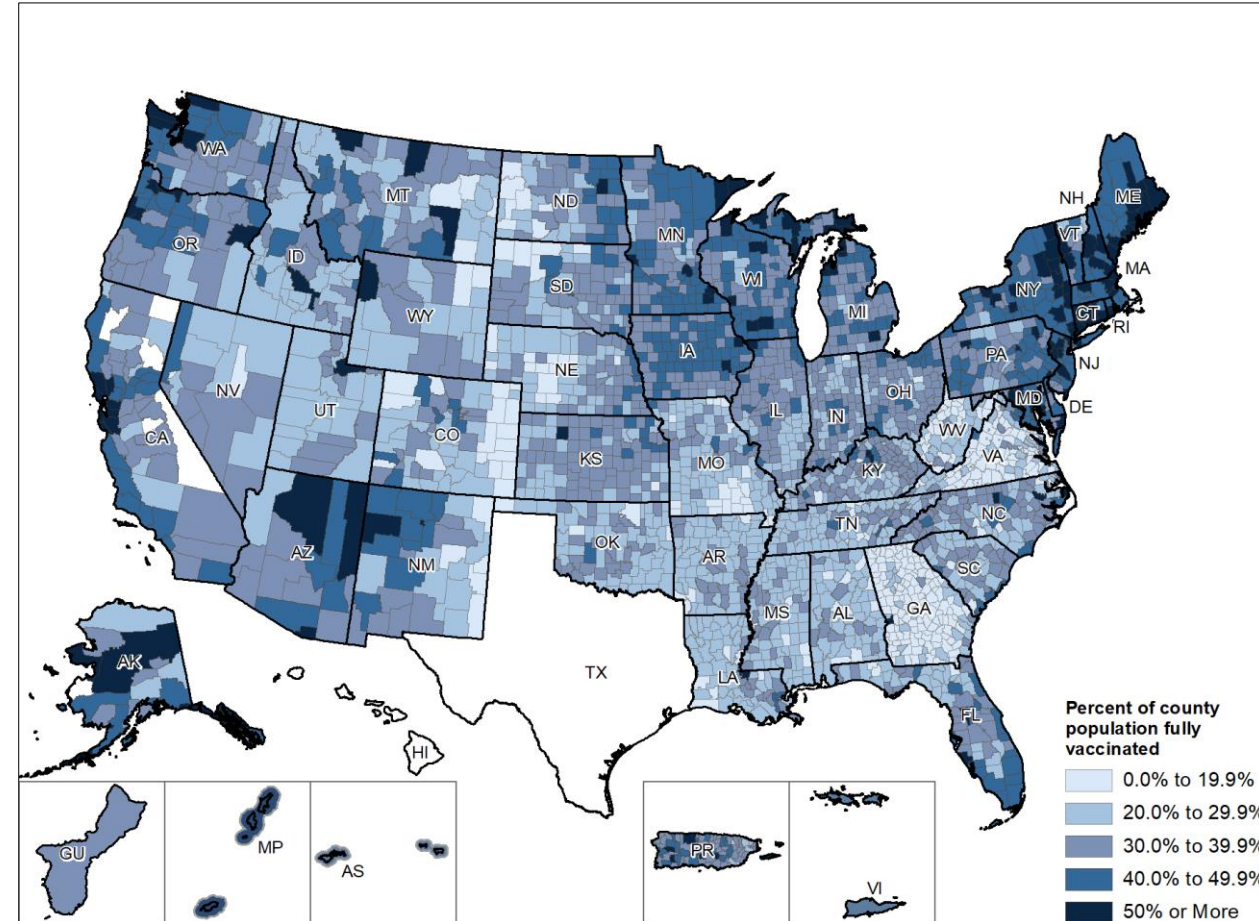 WA
MT
ND
MN
NH
ME
VT
OR
ID
SD
WI
MI
NY
MA
WY
CT
RI
IA
NE
PA
NJ
NV
UT
CO
IL
IN
OH
MD
DE
CA
KS
MO
WV
VA
KY
NC
TN
AZ
NM
OK
AR
SC
MS
AL
GA
AK
TX
LA
FL
HI
GU
MP
AS
PR
VI
Percent of county
population fully
vaccinated
0.0% to 19.9%
20.0% to 29.9%
30.0% to 39.9%
40.0% to 49.9%
50% or More